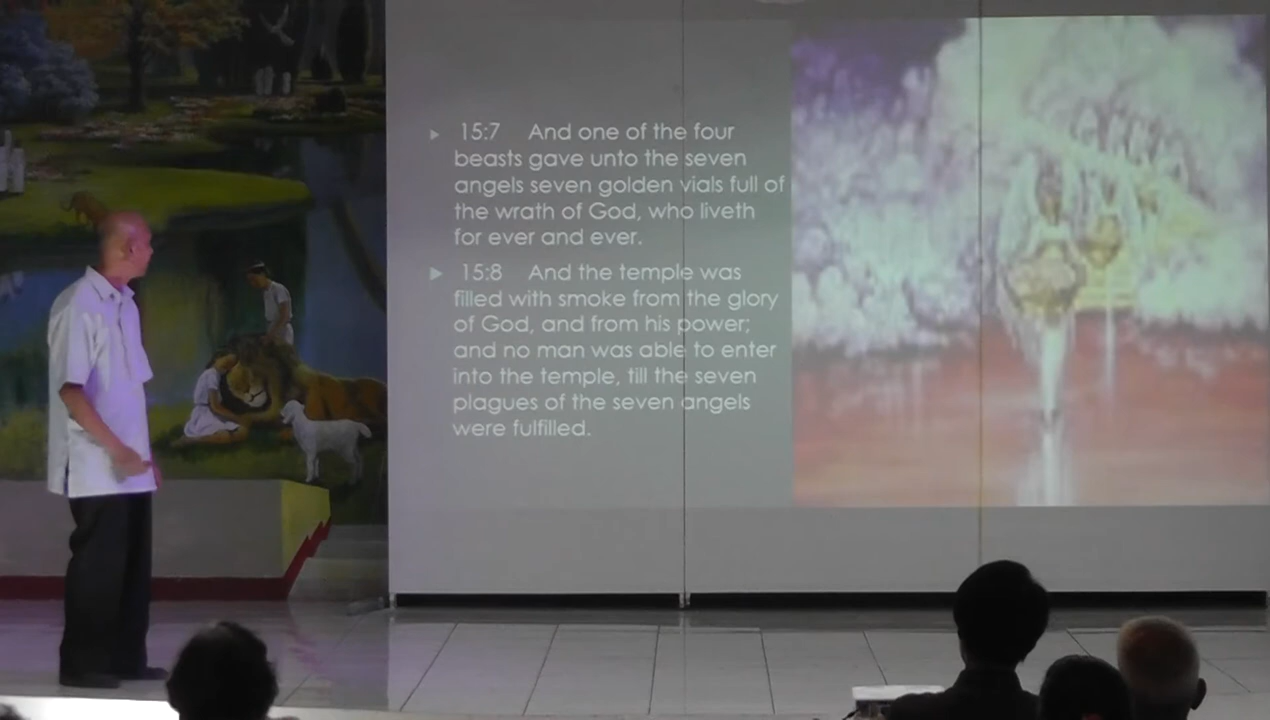 15:7 And one of the four
beasts gave unto the seven
angels seven golden vials full of
the wrath of God, who liveth
for ever and ever.
15:8 And the temple was
filled with smoke from the glory
of God, and from his power;
and no man was able to enter
into the temple, till the seven
plagues of the seven angels
were fulfilled.